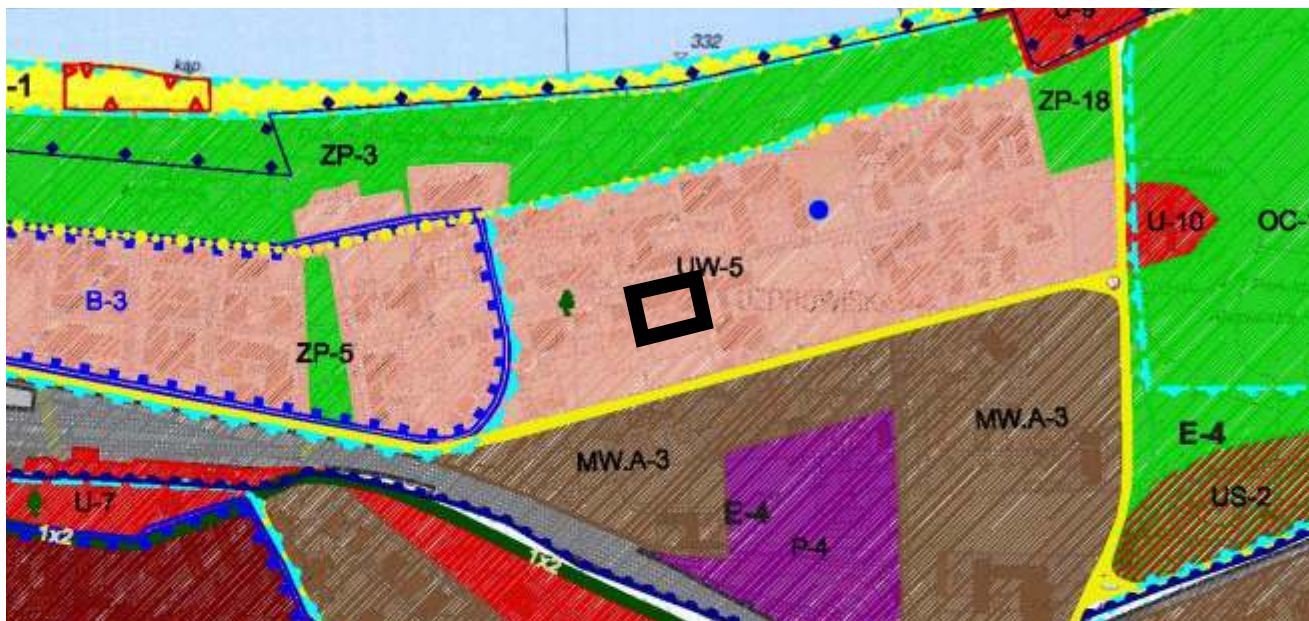 332
kąp
-1
ZP-18
ZP-3
U-10
OC-
UW-5
B-3
ZP-5
MW.A-3
E-4
MW.A-3
US-2
U-7
E-4
1x2
P-4
1x2